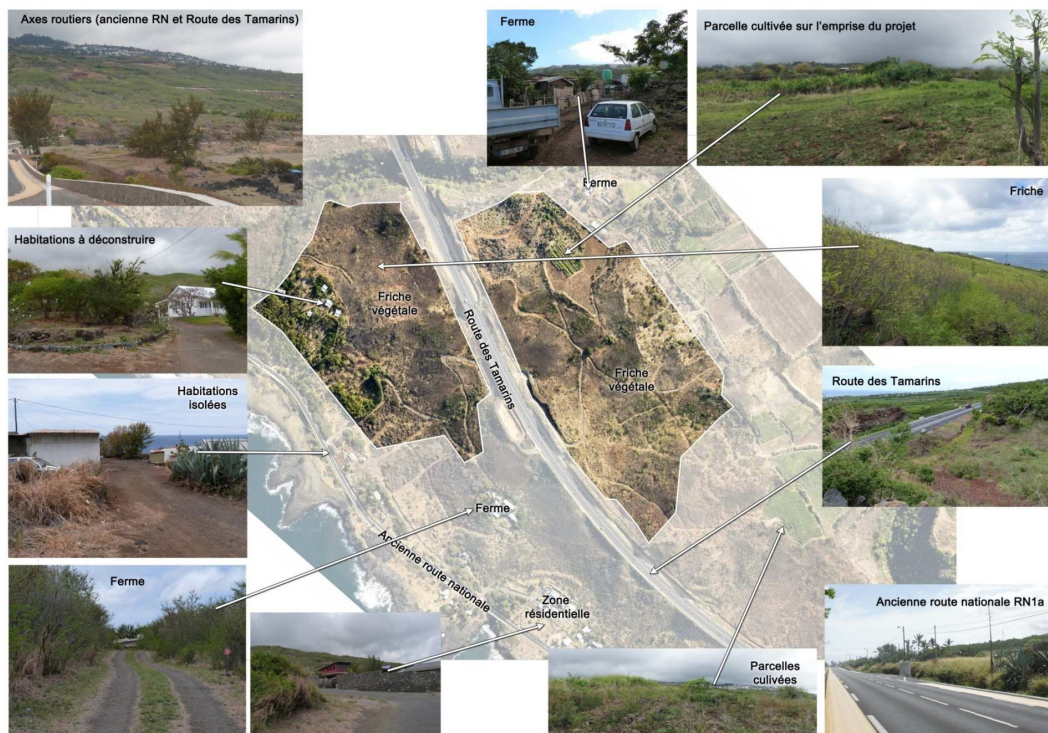 Axes routiers (ancienne RN et Route des Tamarins)
Ferme
Parcelle cultivée sur l'emprise du projet
Ferme
Friche
Habitations à déconstruire
Friche
végétale
Route des Tamarins
Friche
végétale
Route des Tamarins
Habitations
isolées
Ferme
Ancienne route nationale
Ferme
Zone
résidentielle
Ancienne route nationale RN1a
Parcelles
culivées